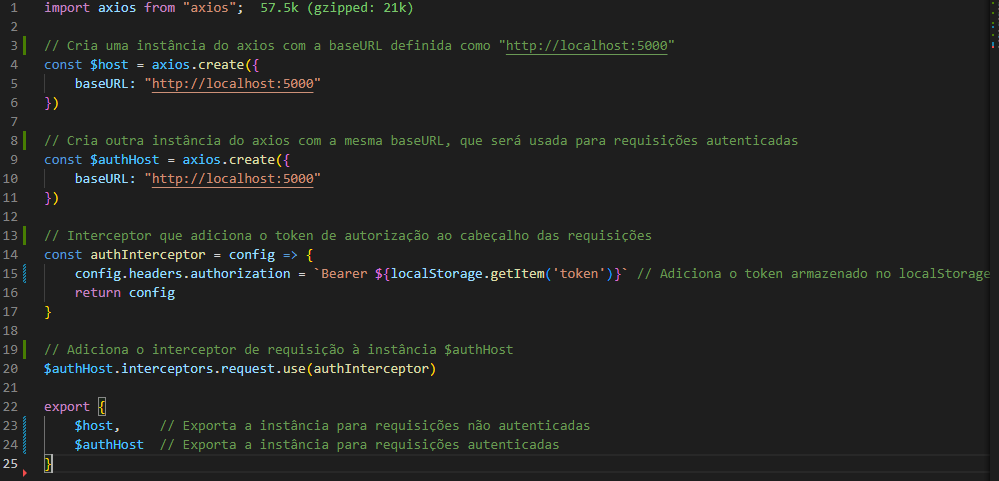 1 import axios from "axios"; 57.5k (gzipped: 21k)
2
3 // Cria uma instância do axios com a baseURL definida como "http://localhost:5000"
4 const $host = axios.create({
5     baseURL: "http://localhost:5000"
6 })
7
8 // Cria outra instância do axios com a mesma baseURL, que será usada para requisições autenticadas
9 const $authHost = axios.create({
10     baseURL: "http://localhost:5000"
11 })
12
13 // Interceptor que adiciona o token de autorização ao cabeçalho das requisições
14 const authInterceptor = config => {
15     config.headers.authorization = `Bearer ${localStorage.getItem('token')}` // Adiciona o token armazenado no localStorage
16     return config
17 }
18
19 // Adiciona o interceptor de requisição à instância $authHost
20 $authHost.interceptors.request.use(authInterceptor)
21
22 export {
23     $host,     // Exporta a instância para requisições não autenticadas
24     $authHost  // Exporta a instância para requisições autenticadas
25 }